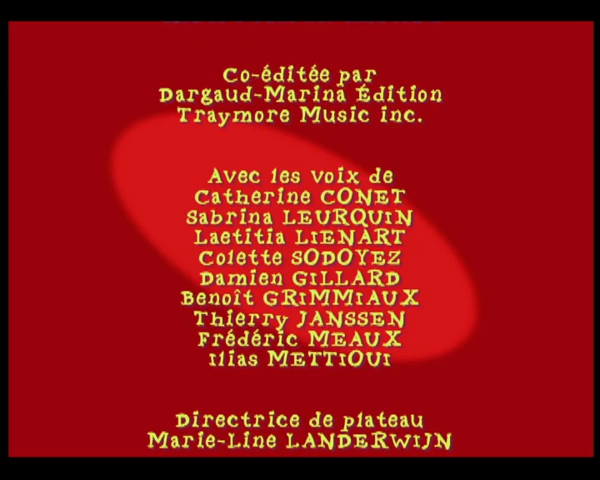 Co-éditée par
Dargaud-Marina Édition
Traymore Music inc.
Avec les voix de
Catherine CONET
Sabrina LEURQUIN
Laetitia LIENART
Colette SODOYEZ
Damien GILLARD
Benoît GRIMMIAUX
Thierry JANSSEN
Frédéric MEAUX
Ilias METTIOUI
Directrice de plateau
Marie-Line LANDERWIJN